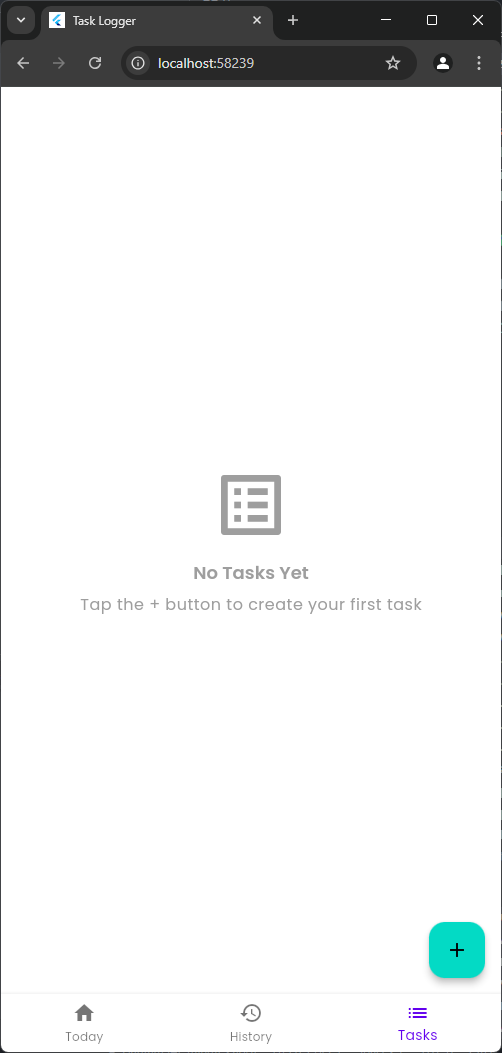 Task Logger
localhost:58239
No Tasks Yet
Tap the + button to create your first task
Today
History
Tasks